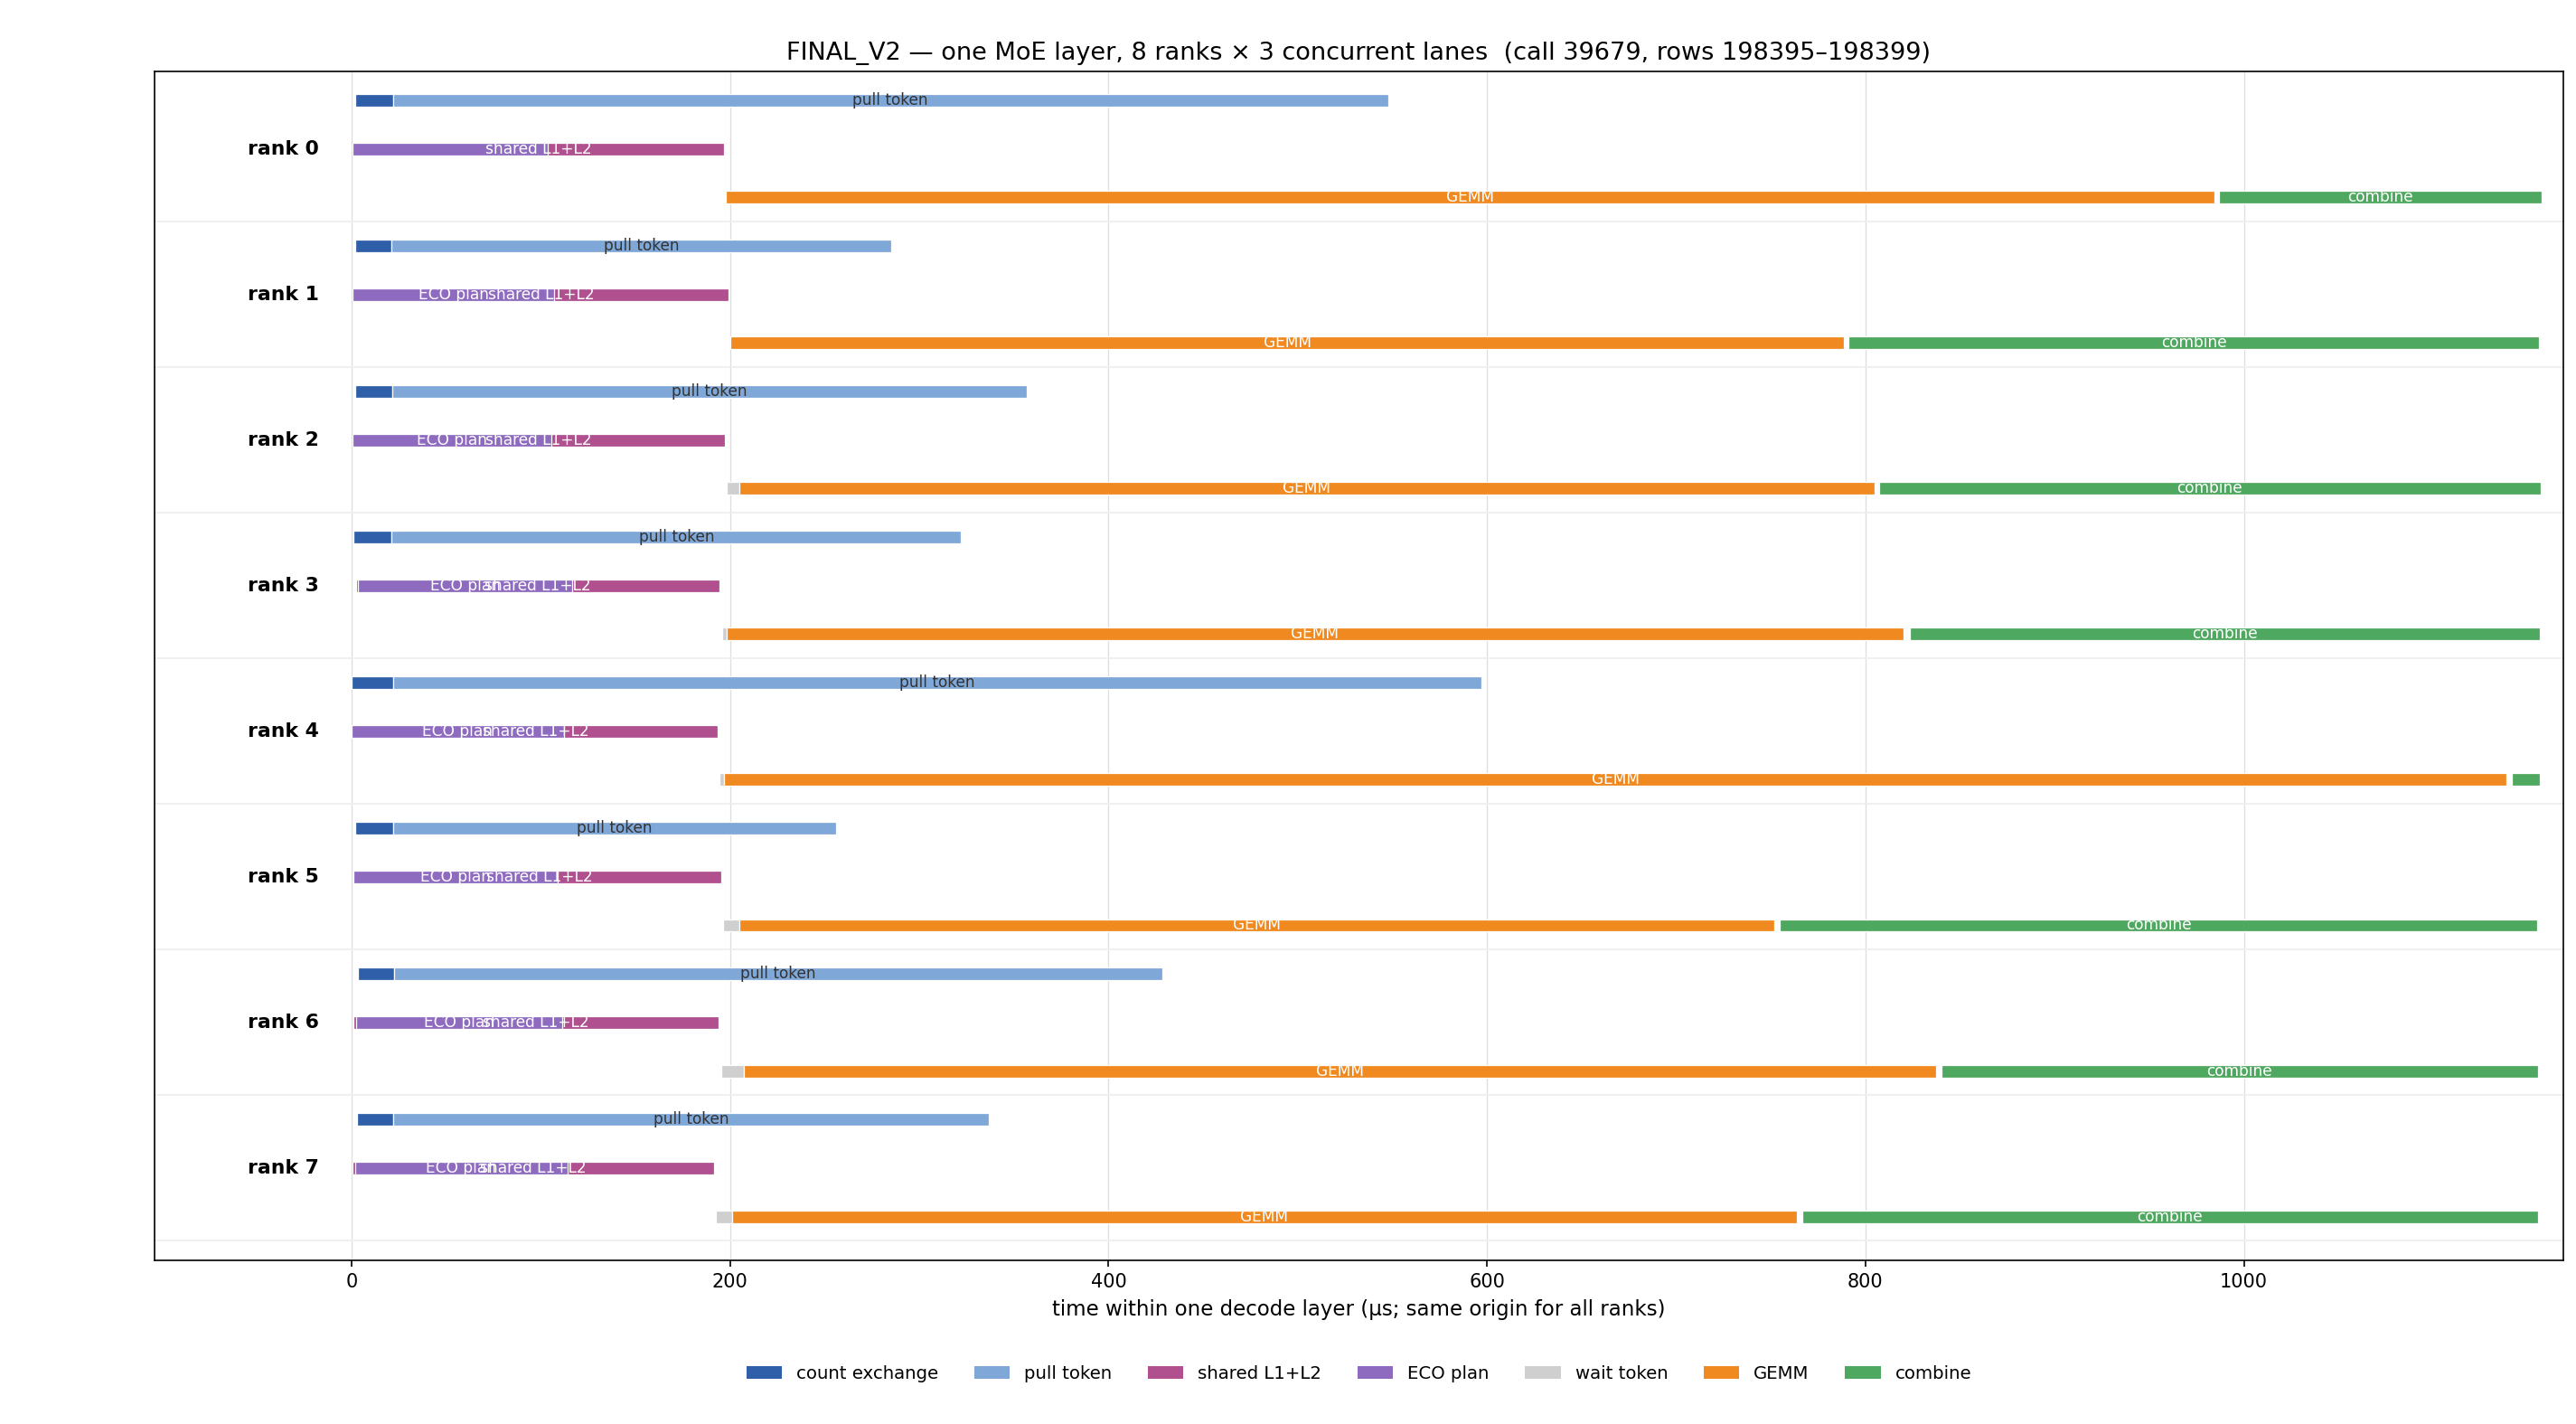 FINAL_V2 — one MoE layer, 8 ranks × 3 concurrent lanes  (call 39679, rows 198395–198399)
pull token
rank 0
shared L1+L2
GEMM
combine
pull token
rank 1
ECO plan
shared L1+L2
GEMM
combine
pull token
rank 2
ECO plan
shared L1+L2
GEMM
combine
pull token
rank 3
ECO plan
shared L1+L2
GEMM
combine
pull token
rank 4
ECO plan
shared L1+L2
GEMM
pull token
rank 5
ECO plan
shared L1+L2
GEMM
combine
pull token
rank 6
ECO plan
shared L1+L2
GEMM
combine
pull token
rank 7
ECO plan
shared L1+L2
GEMM
combine
0 200 400 600 800 1000
time within one decode layer (µs; same origin for all ranks)
count exchange pull token shared L1+L2 ECO plan wait token GEMM combine